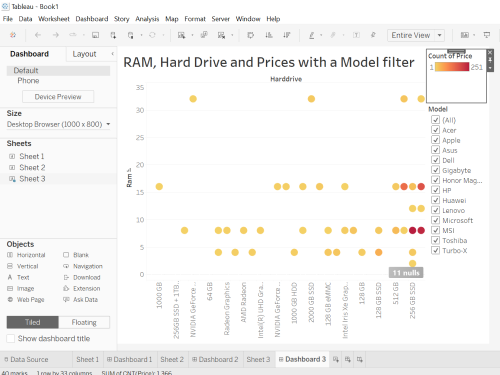 Tableau - Book1
File Data Worksheet Dashboard Story Analysis Map Format Server Window Help
Entire View
Dashboard Layout
Default
Phone
Device Preview
Size
Desktop Browser (1000 x 800)
Sheets
Sheet 1
Sheet 2
Sheet 3
Objects
Horizontal Blank
Vertical Navigation
Text Download
Image Extension
Web Page Ask Data
Tiled Floating
Show dashboard title
RAM, Hard Drive and Prices with a Model filter
Harddrive
Ram
35
30
25
20
15
10
5
0
11 nulls
1000 GB
256GB SSD + 1TB...
NVIDIA GeForce ...
64 GB
Radeon Graphics
AMD Radeon
Intel(R) UHD Gra...
NVIDIA GeForce ...
1000 GB HDD
2000 GB SSD
128 GB eMMC
Intel Iris Xe Grap...
128 GB
128 GB SSD
512 GB
256 GB SSD
Count of Price
1 251
Model
(All)
Acer
Apple
Asus
Dell
Gigabyte
Honor Mag...
HP
Huawei
Lenovo
Microsoft
MSI
Toshiba
Turbo-X
Data Source Sheet 1 Dashboard 1 Sheet 2 Dashboard 2 Sheet 3 Dashboard 3
40 marks 1 row by 33 columns SUM of CNT(Price): 1,366